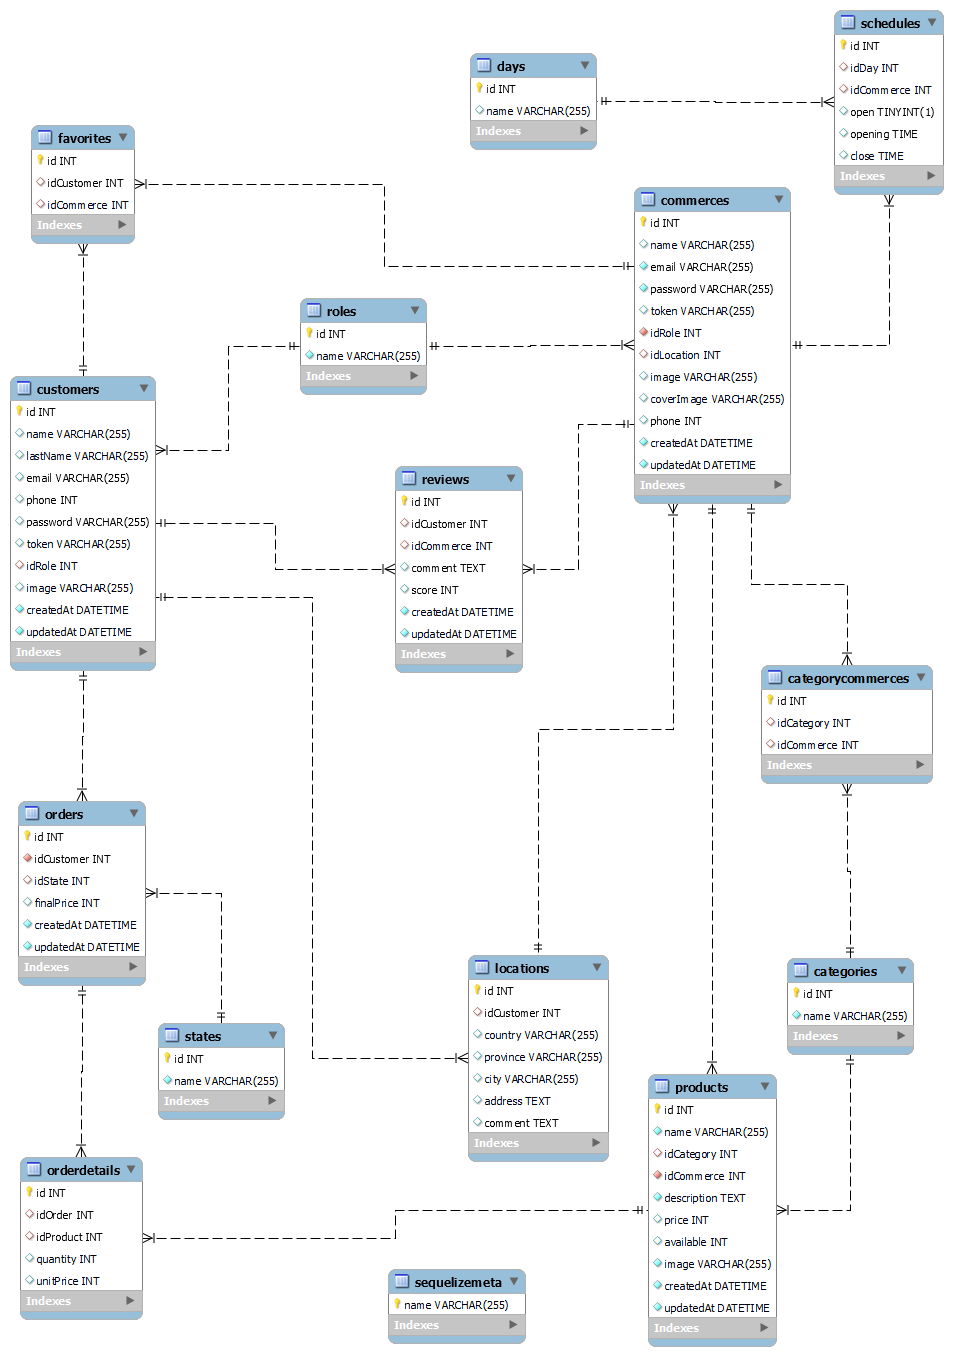 schedules
id INT
idDay INT
idCommerce INT
open TINYINT(1)
opening TIME
close TIME
Indexes
days
id INT
name VARCHAR(255)
Indexes
favorites
id INT
idCustomer INT
idCommerce INT
Indexes
commerces
id INT
name VARCHAR(255)
email VARCHAR(255)
password VARCHAR(255)
token VARCHAR(255)
idRole INT
idLocation INT
image VARCHAR(255)
coverImage VARCHAR(255)
phone INT
createdAt DATETIME
updatedAt DATETIME
Indexes
roles
id INT
name VARCHAR(255)
Indexes
customers
id INT
name VARCHAR(255)
lastName VARCHAR(255)
email VARCHAR(255)
phone INT
password VARCHAR(255)
token VARCHAR(255)
idRole INT
image VARCHAR(255)
createdAt DATETIME
updatedAt DATETIME
Indexes
reviews
id INT
idCustomer INT
idCommerce INT
comment TEXT
score INT
createdAt DATETIME
updatedAt DATETIME
Indexes
categorycommerces
id INT
idCategory INT
idCommerce INT
Indexes
orders
id INT
idCustomer INT
idState INT
finalPrice INT
createdAt DATETIME
updatedAt DATETIME
Indexes
locations
id INT
idCustomer INT
country VARCHAR(255)
province VARCHAR(255)
city VARCHAR(255)
address TEXT
comment TEXT
Indexes
categories
id INT
name VARCHAR(255)
Indexes
states
id INT
name VARCHAR(255)
Indexes
products
id INT
name VARCHAR(255)
idCategory INT
idCommerce INT
description TEXT
price INT
available INT
image VARCHAR(255)
createdAt DATETIME
updatedAt DATETIME
Indexes
orderdetails
id INT
idOrder INT
idProduct INT
quantity INT
unitPrice INT
Indexes
sequelizemeta
name VARCHAR(255)
Indexes